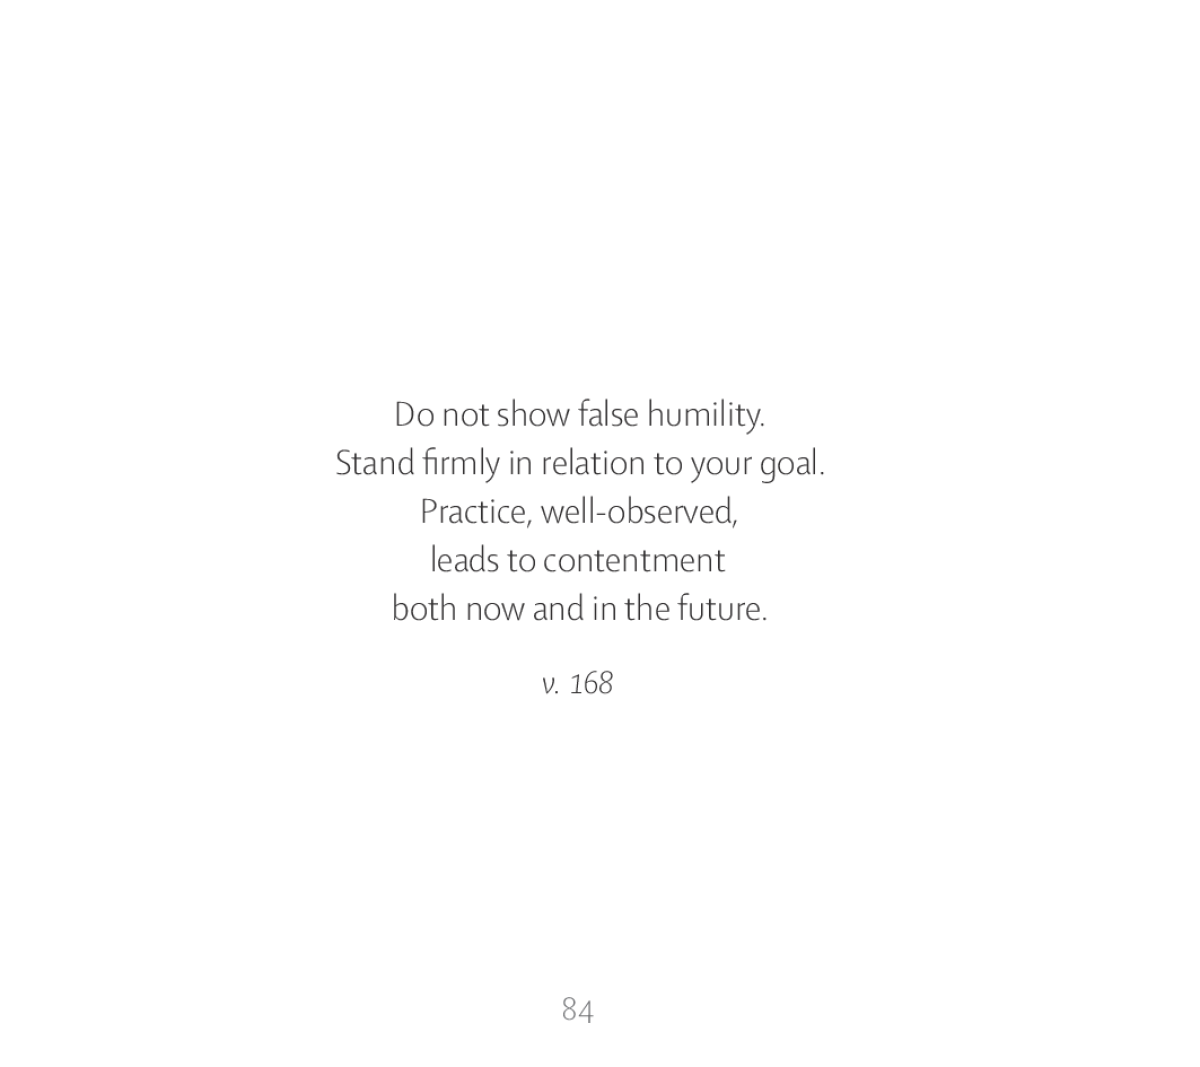 Do not show false humility.
Stand firmly in relation to your goal.
Practice, well-observed,
leads to contentment
both now and in the future.
v. 168
84